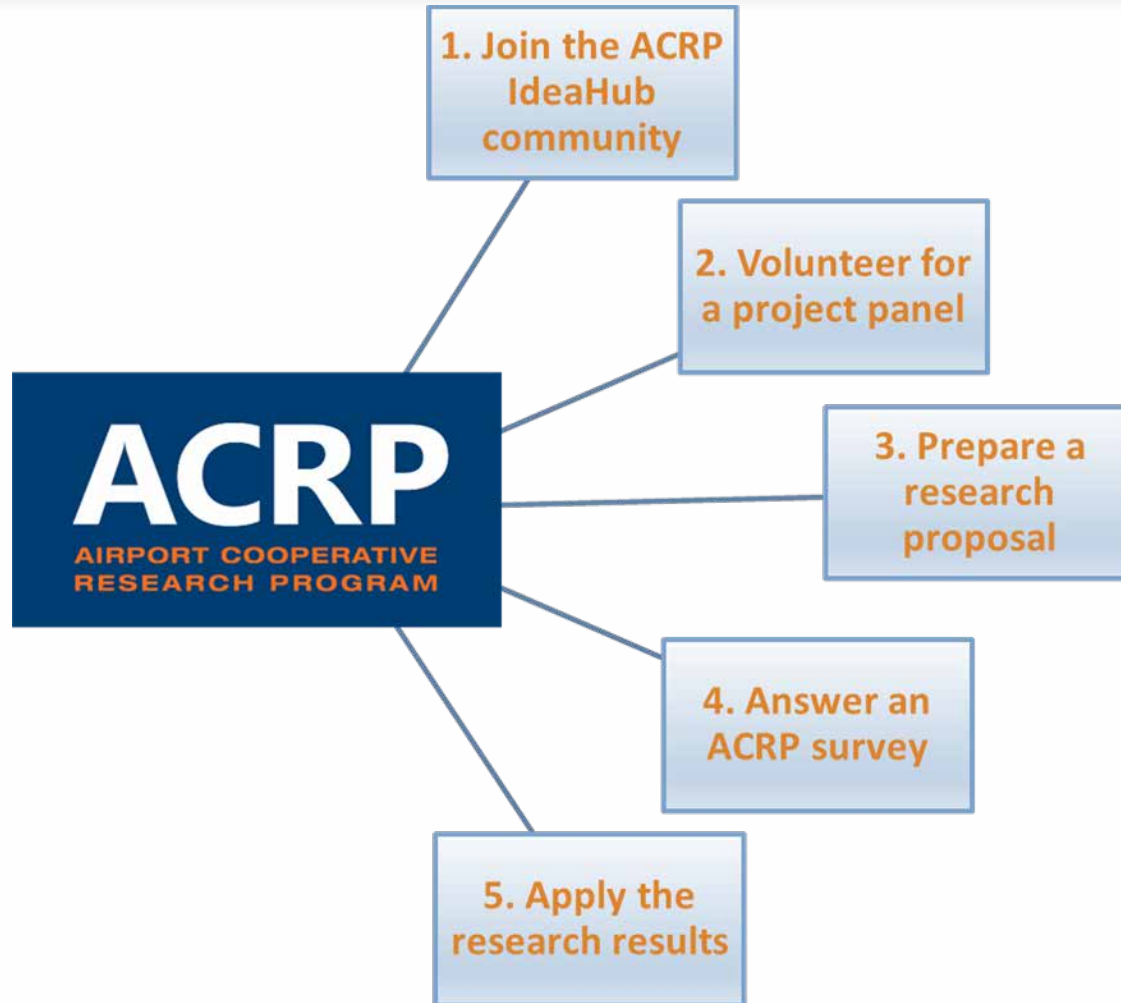 1. Join the ACRP
IdeaHub
community
2. Volunteer for
a project panel
3. Prepare a
research
proposal
ACRP
AIRPORT COOPERATIVE
RESEARCH PROGRAM
4. Answer an
ACRP survey
5. Apply the
research results